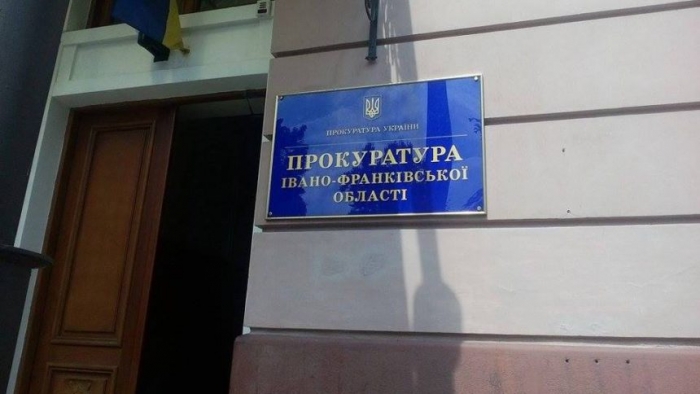 ПРОКУРАТУРА УКРАЇНИ
ПРОКУРАТУРА
ІВАНО-ФРАНКІВСЬКОЇ
ОБЛАСТІ